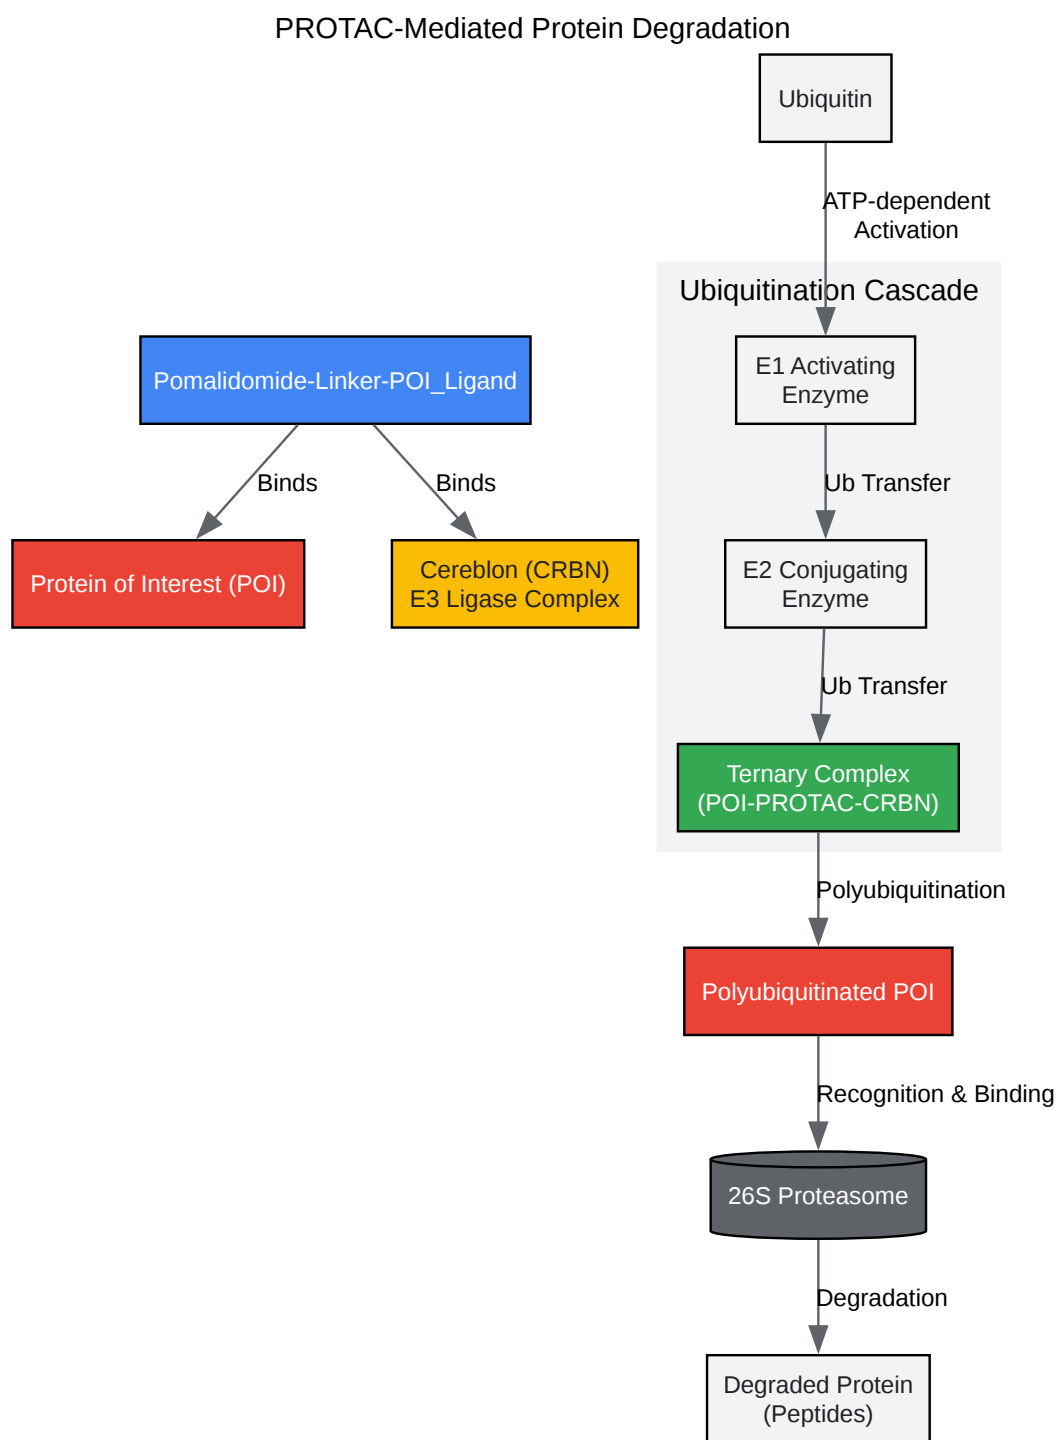 PROTAC-Mediated Protein Degradation
Ubiquitin
ATP-dependent
Activation
Ubiquitination Cascade
Pomalidomide-Linker-POI_Ligand
E1 Activating
Enzyme
Binds
Binds
Ub Transfer
Protein of Interest (POI)
Cereblon (CRBN)
E3 Ligase Complex
E2 Conjugating
Enzyme
Ub Transfer
Ternary Complex
(POI-PROTAC-CRBN)
Polyubiquitination
Polyubiquitinated POI
Recognition & Binding
26S Proteasome
Degradation
Degraded Protein
(Peptides)